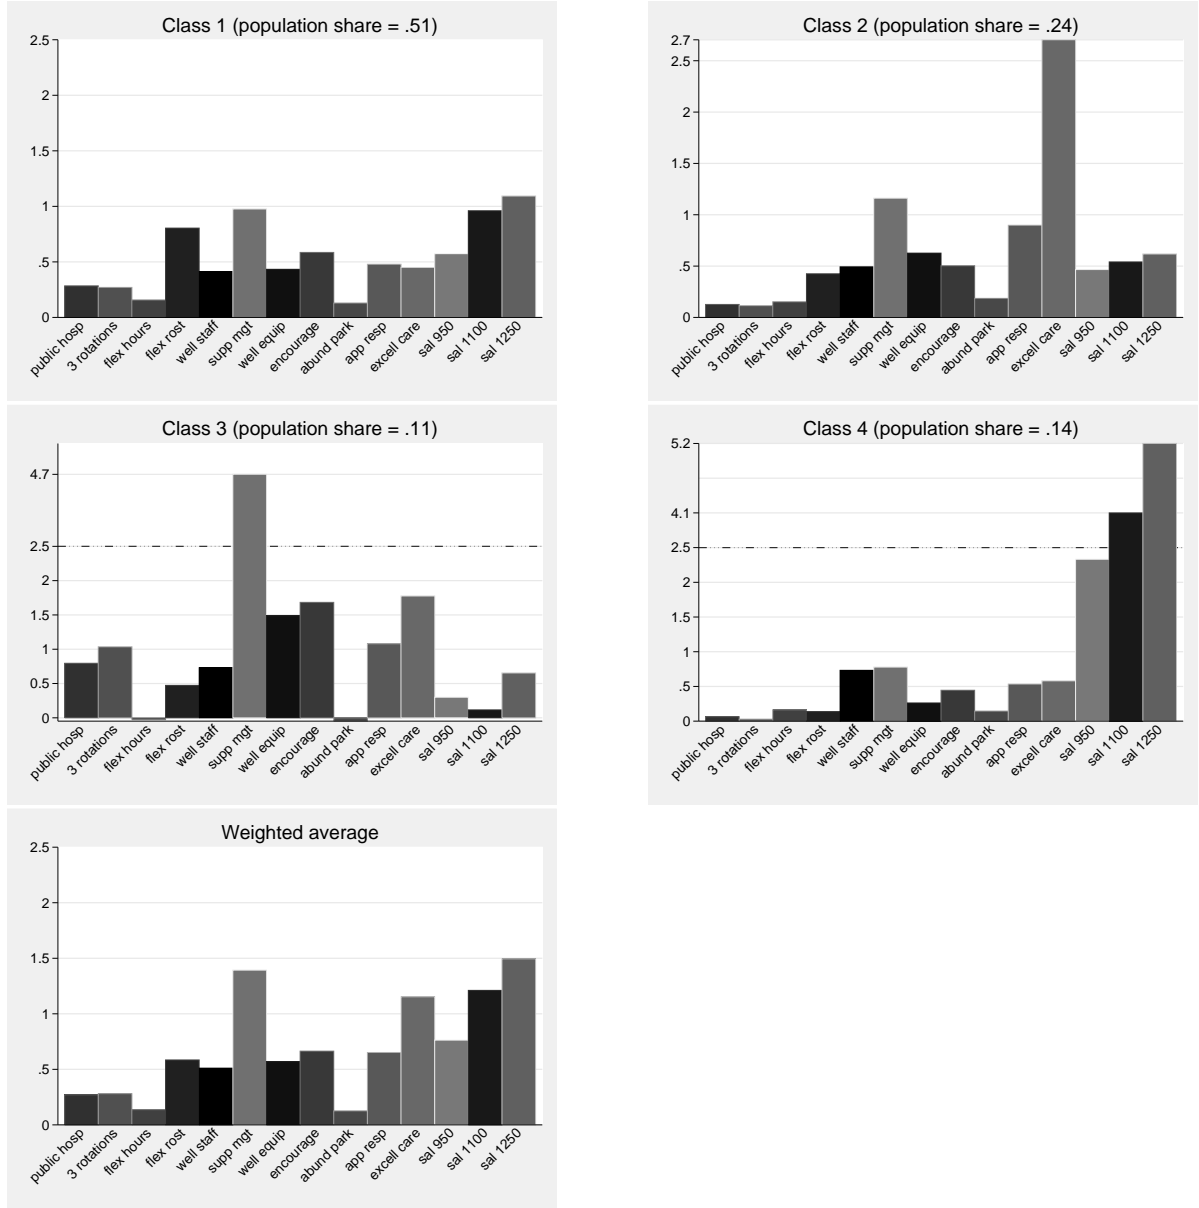 Class 1 (population share = .51)
2.5
2
1.5
1
.5
0
public hosp
3 rotations
flex hours
flex rost
well staff
supp mgt
well equip
encourage
abund park
app resp
excell care
sal 950
sal 1100
sal 1250
Class 2 (population share = .24)
2.7
2.5
2
1.5
1
.5
0
public hosp
3 rotations
flex hours
flex rost
well staff
supp mgt
well equip
encourage
abund park
app resp
excell care
sal 950
sal 1100
sal 1250
Class 3 (population share = .11)
4.7
2.5
2
1.5
1
0.5
0
public hosp
3 rotations
flex hours
flex rost
well staff
supp mgt
well equip
encourage
abund park
app resp
excell care
sal 950
sal 1100
sal 1250
Class 4 (population share = .14)
5.2
4.1
2.5
2
1.5
1
.5
0
public hosp
3 rotations
flex hours
flex rost
well staff
supp mgt
well equip
encourage
abund park
app resp
excell care
sal 950
sal 1100
sal 1250
Weighted average
2.5
2
1.5
1
.5
0
public hosp
3 rotations
flex hours
flex rost
well staff
supp mgt
well equip
encourage
abund park
app resp
excell care
sal 950
sal 1100
sal 1250